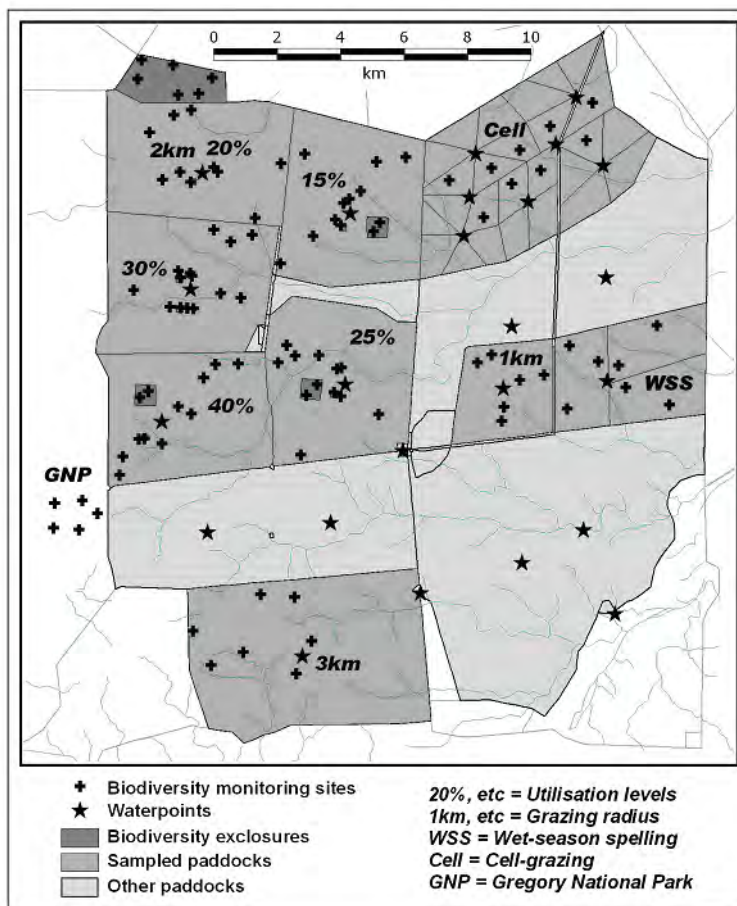 0 2 4 6 8 10
km
Cell
2km 20%
15%
30%
25%
1km
WSS
40%
GNP
3km
Biodiversity monitoring sites
Waterpoints
Biodiversity exclosures
Sampled paddocks
Other paddocks
20%, etc = Utilisation levels
1km, etc = Grazing radius
WSS = Wet-season spelling
Cell = Cell-grazing
GNP = Gregory National Park